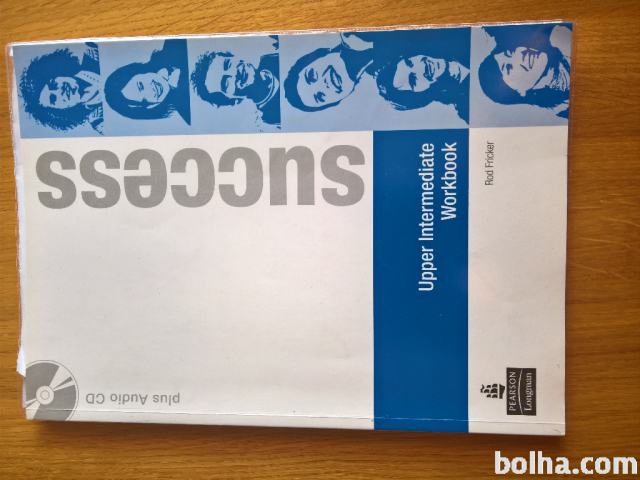 success
Upper Intermediate
Workbook
Rod Fricker
plus Audio CD
PEARSON
Longman
bolha.com